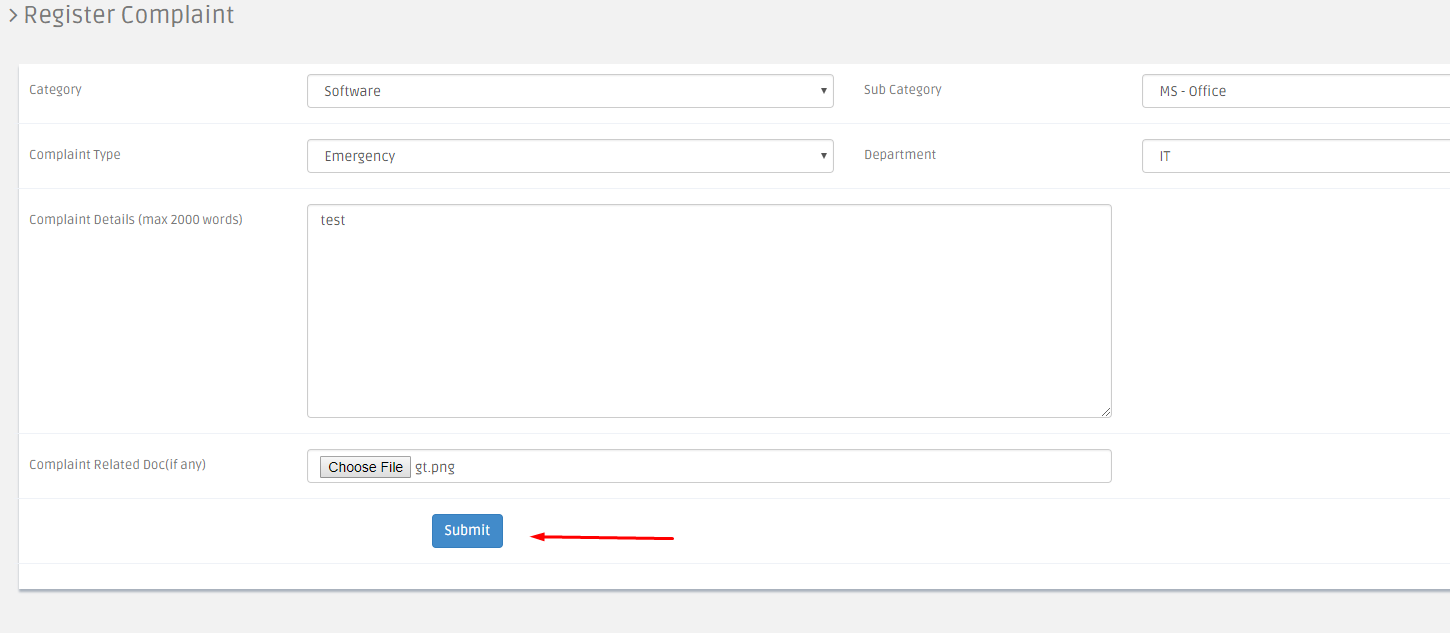 > Register Complaint
Category Software Sub Category MS - Office
Complaint Type Emergency Department IT
Complaint Details (max 2000 words) test
Complaint Related Doc(if any) Choose File gt.png
Submit